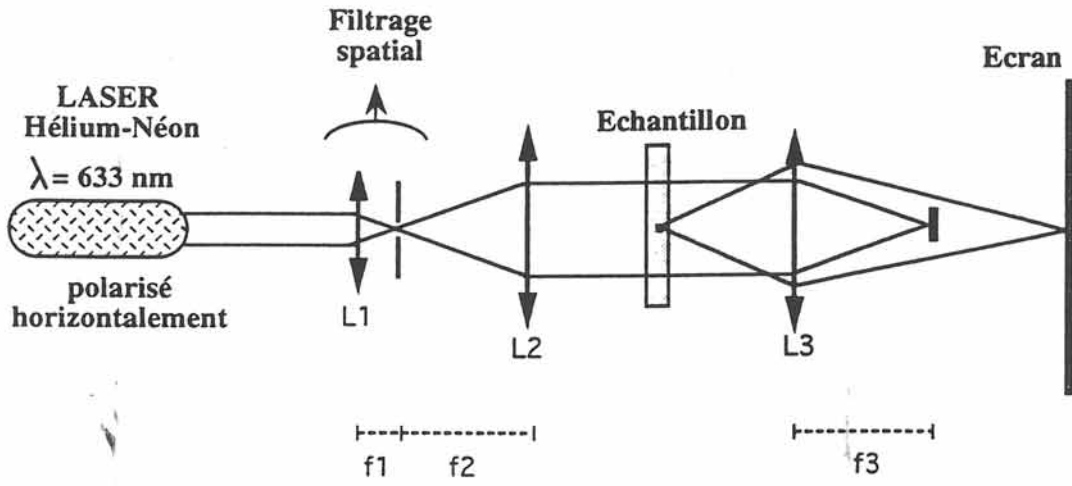 Filtrage
spatial
Ecran
LASER
Hélium-Néon
λ = 633 nm
Echantillon
polarisé
horizontalement
L1
L2
L3
f1
f2
f3